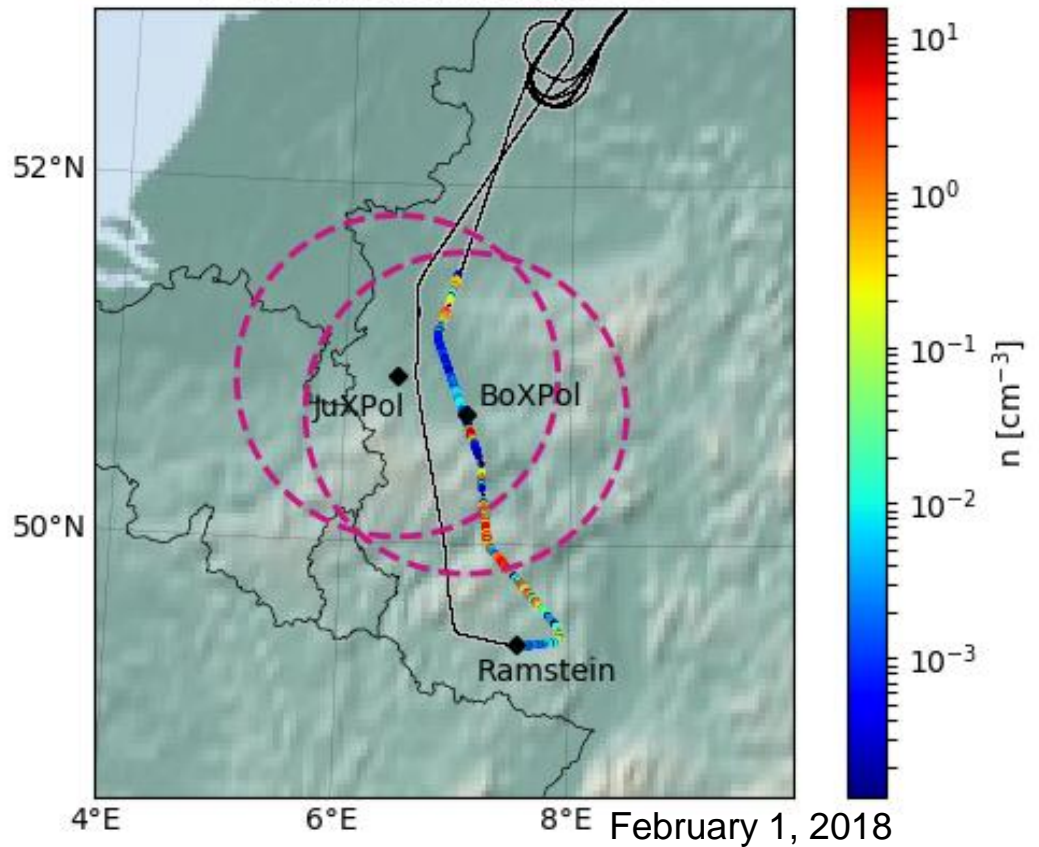 52°N
50°N
4°E
6°E
8°E
JuXPol
BoXPol
Ramstein
10¹
10⁰
10⁻¹
10⁻²
10⁻³
n [cm⁻³]
February 1, 2018